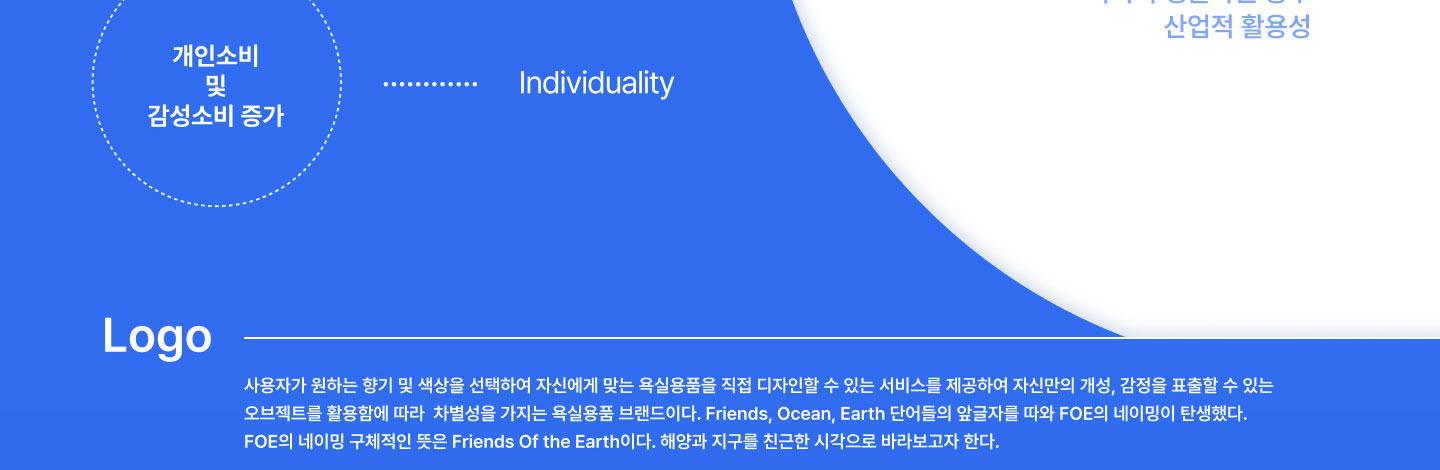 산업적 활용성
개인소비
및
감성소비 증가
Individuality
Logo
사용자가 원하는 향기 및 색상을 선택하여 자신에게 맞는 욕실용품을 직접 디자인할 수 있는 서비스를 제공하여 자신만의 개성, 감정을 표출할 수 있는
오브젝트를 활용함에 따라 차별성을 가지는 욕실용품 브랜드이다. Friends, Ocean, Earth 단어들의 앞글자를 따와 FOE의 네이밍이 탄생했다.
FOE의 네이밍 구체적인 뜻은 Friends Of the Earth이다. 해양과 지구를 친근한 시각으로 바라보고자 한다.